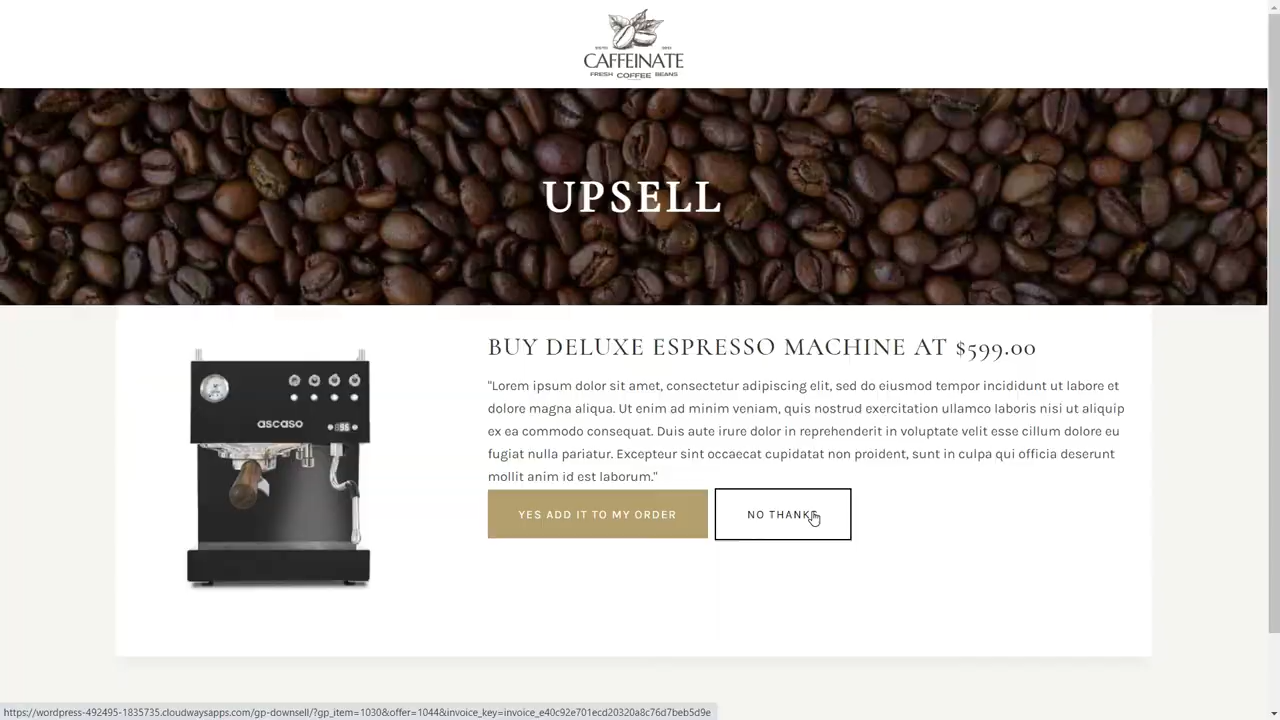 CAFFEINATE
FRESH COFFEE BEANS
UPSELL
BUY DELUXE ESPRESSO MACHINE AT $599.00
"Lorem ipsum dolor sit amet, consectetur adipiscing elit, sed do eiusmod tempor incididunt ut labore et
dolore magna aliqua. Ut enim ad minim veniam, quis nostrud exercitation ullamco laboris nisi ut aliquip
ex ea commodo consequat. Duis aute irure dolor in reprehenderit in voluptate velit esse cillum dolore eu
fugiat nulla pariatur. Excepteur sint occaecat cupidatat non proident, sunt in culpa qui officia deserunt
mollit anim id est laborum."
ascaso
YES ADD IT TO MY ORDER
NO THANKS
https://wordpress-492495-1835735.cloudwaysapps.com/gp-downsell/?gp_item=1030&offer=1044&invoice_key=invoice_e40c92e701ecd20320a8c76d7beb5d9e